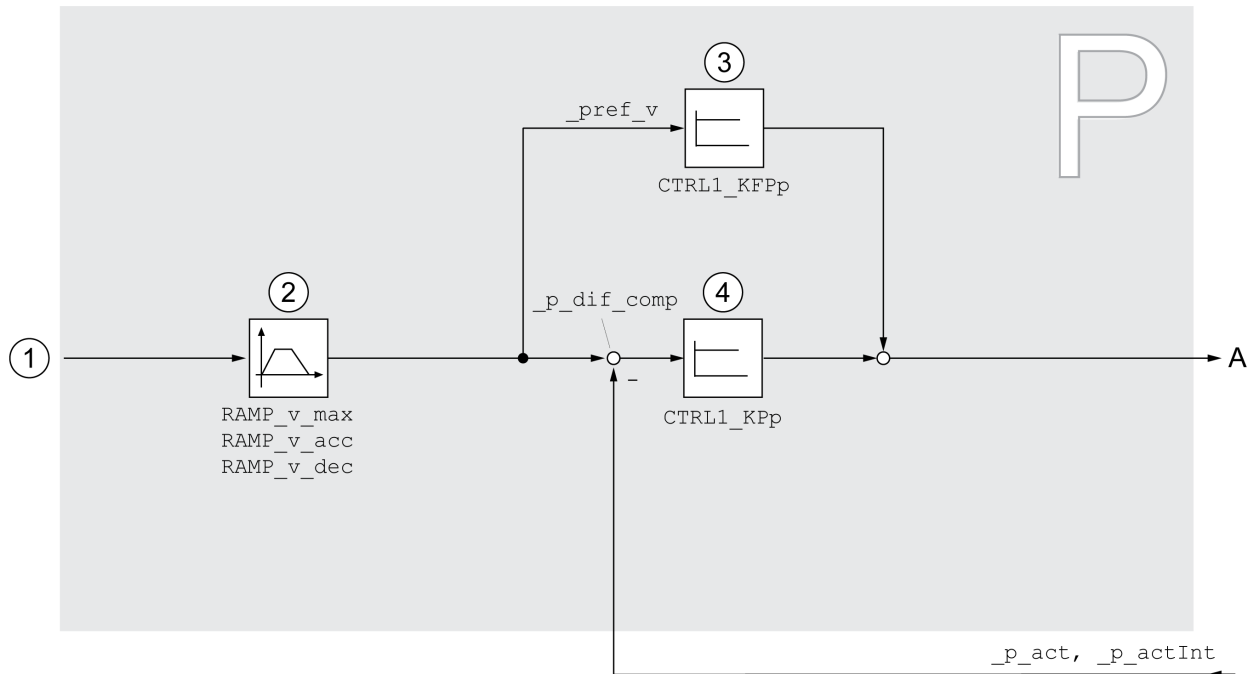 P
3
_pref_v
CTRL1_KFPp
2
_p_dif_comp
4
1
A
-
RAMP_v_max
RAMP_v_acc
RAMP_v_dec
CTRL1_KPp
_p_act, _p_actInt